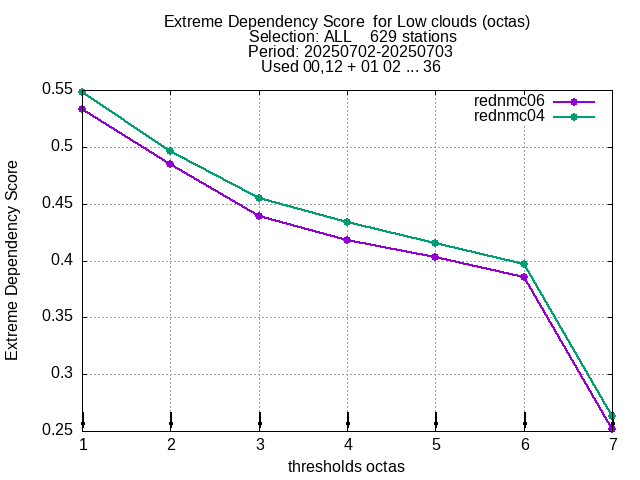 Extreme Dependency Score  for Low clouds (octas)
Selection: ALL    629 stations
Period: 20250702-20250703
Used 00,12 + 01 02 ... 36
rednmc06
rednmc04
Extreme Dependency Score
0.55
0.5
0.45
0.4
0.35
0.3
0.25
1 2 3 4 5 6 7
thresholds octas